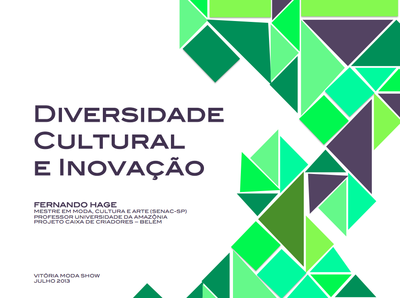 DIVERSIDADE
CULTURAL
E INOVAÇÃO
FERNANDO HAGE
MESTRE EM MODA, CULTURA E ARTE (SENAC-SP)
PROFESSOR UNIVERSIDADE DA AMAZÔNIA
PROJETO CAIXA DE CRIADORES – BELÉM
VITÓRIA MODA SHOW
JULHO 2013